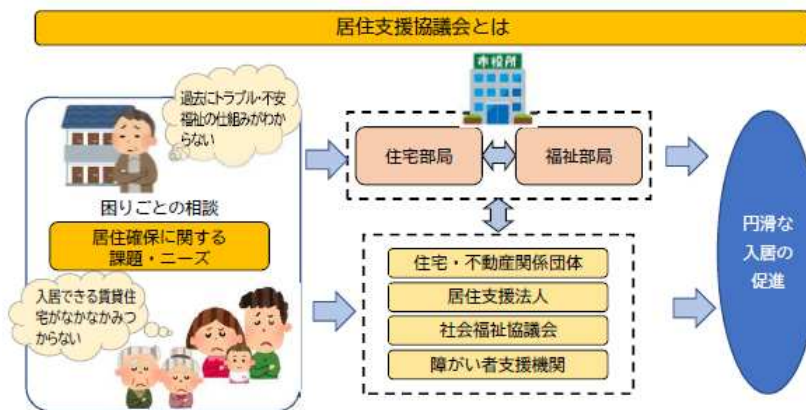 居住支援協議会とは
市役所
過去にトラブル・不安
福祉の仕組みがわか
らない
困りごとの相談
居住確保に関する
課題・ニーズ
入居できる賃貸住
宅がなかなかみつ
からない
住宅部局
福祉部局
住宅・不動産関係団体
居住支援法人
社会福祉協議会
障がい者支援機関
円滑な
入居の
促進